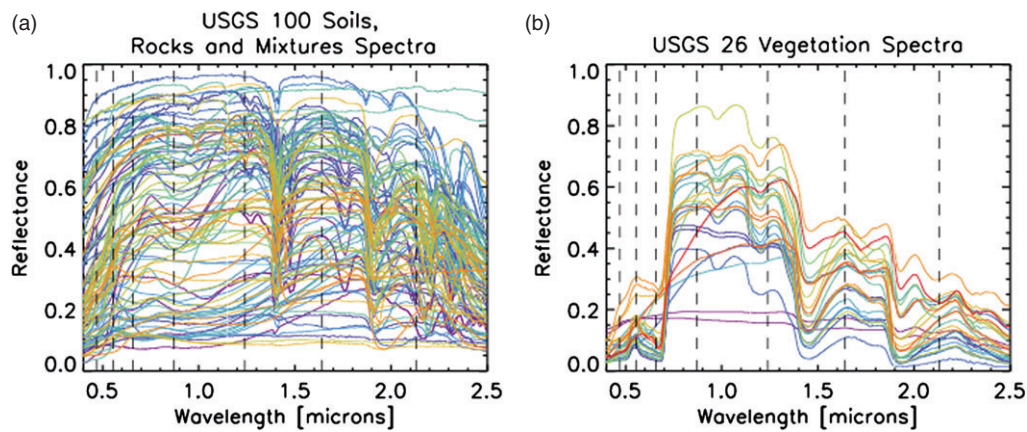 (a)
USGS 100 Soils,
Rocks and Mixtures Spectra
1.0
0.8
0.6
0.4
0.2
0.0
Reflectance
0.5 1.0 1.5 2.0 2.5
Wavelength [microns]
(b)
USGS 26 Vegetation Spectra
1.0
0.8
0.6
0.4
0.2
0.0
Reflectance
0.5 1.0 1.5 2.0 2.5
Wavelength [microns]